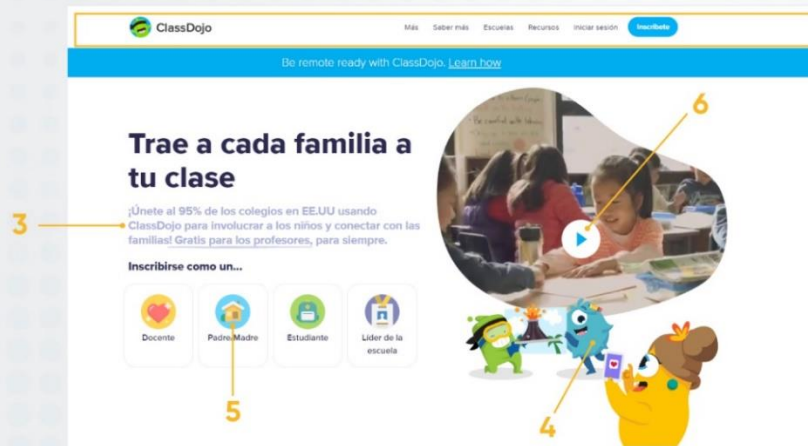 ClassDojo
Más Saber más Escuelas Recursos Iniciar sesión Inscríbete
Be remote ready with ClassDojo. Learn how
Trae a cada familia a
tu clase
¡Únete al 95% de los colegios en EE.UU usando
ClassDojo para involucrar a los niños y conectar con las
familias! Gratis para los profesores, para siempre.
Inscribirse como un...
Docente
Padre/Madre
Estudiante
Líder de la
escuela
3
6
5
4